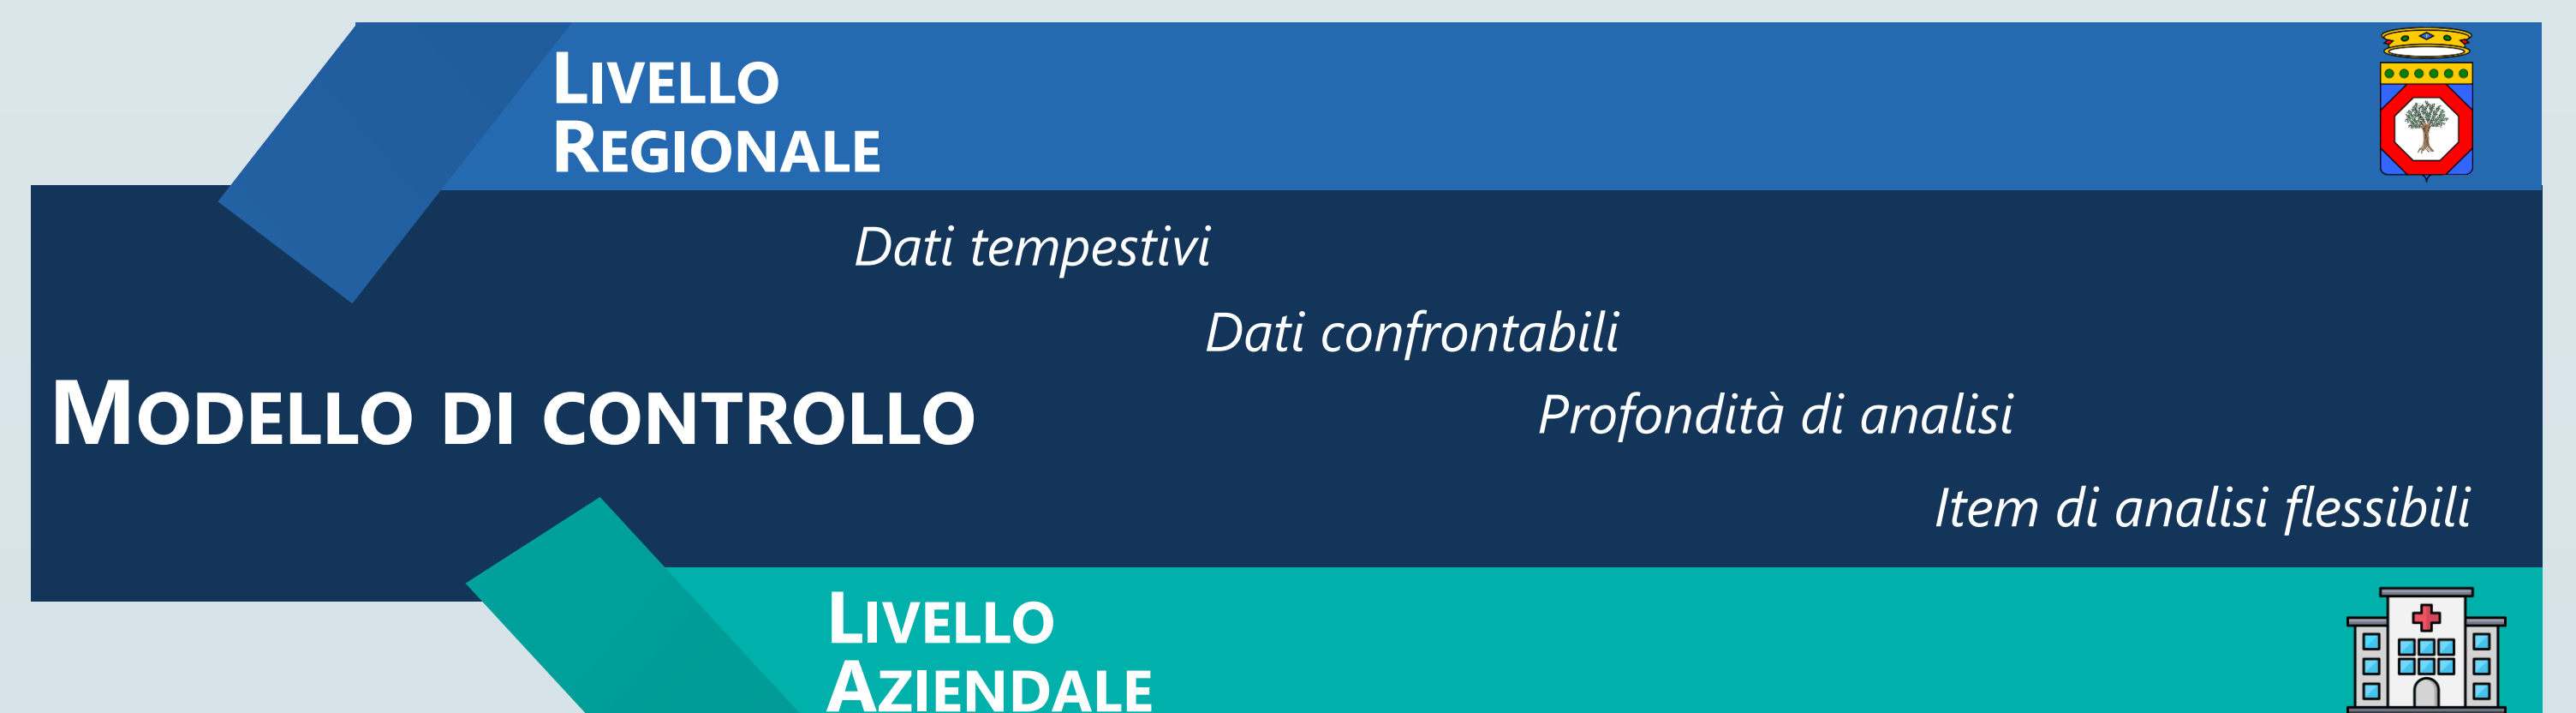 LIVELLO
REGIONALE
Dati tempestivi
Dati confrontabili
Profondità di analisi
MODELLO DI CONTROLLO
Item di analisi flessibili
LIVELLO
AZIENDALE